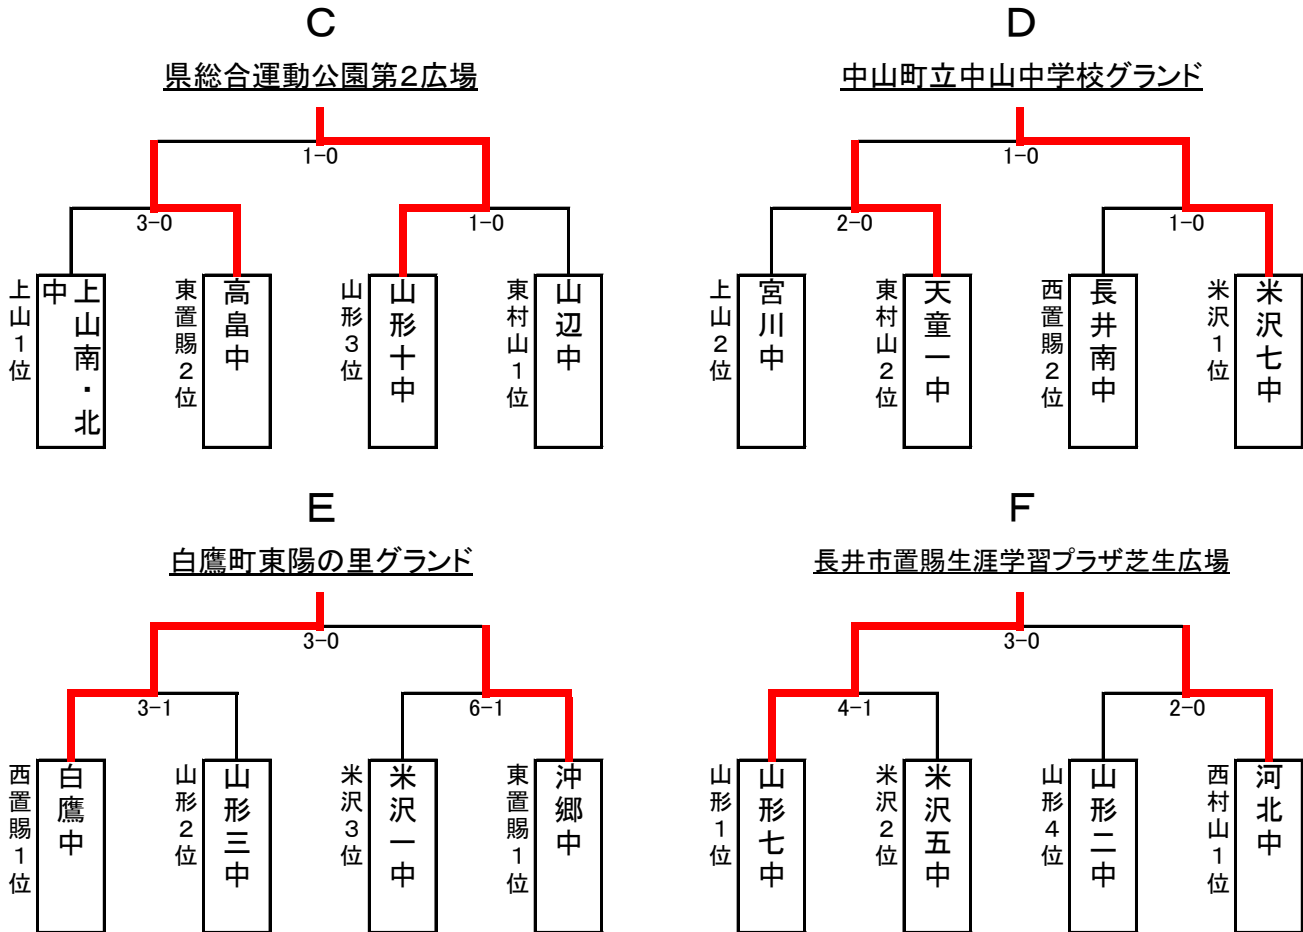 C
県総合運動公園第2広場
1-0
3-0
1-0
上山1位
上山南・北中
東置賜2位
高畠中
山形3位
山形十中
東村山1位
山辺中
D
中山町立中山中学校グランド
1-0
2-0
1-0
上山2位
宮川中
東村山2位
天童一中
西置賜2位
長井南中
米沢1位
米沢七中
E
白鷹町東陽の里グランド
3-0
3-1
6-1
西置賜1位
白鷹中
山形2位
山形三中
米沢3位
米沢一中
東置賜1位
沖郷中
F
長井市置賜生涯学習プラザ芝生広場
3-0
4-1
2-0
山形1位
山形七中
米沢2位
米沢五中
山形4位
山形二中
西村山1位
河北中